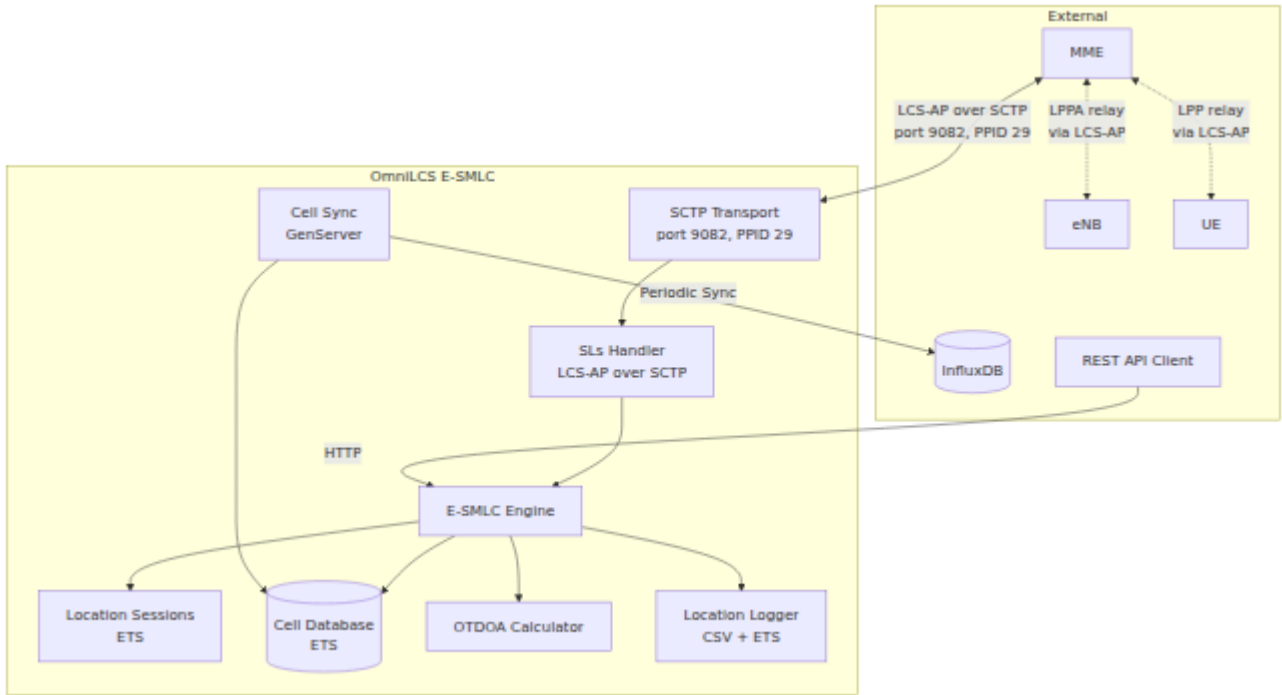 External
MME
LCS-AP over SCTP
port 9082, PPID 29
LPPA relay
via LCS-AP
LPP relay
via LCS-AP
OmniLCS E-SMLC
Cell Sync
GenServer
SCTP Transport
port 9082, PPID 29
eNB
UE
Periodic Sync
SLs Handler
LCS-AP over SCTP
InfluxDB
REST API Client
HTTP
E-SMLC Engine
Location Sessions
ETS
Cell Database
ETS
OTDOA Calculator
Location Logger
CSV + ETS